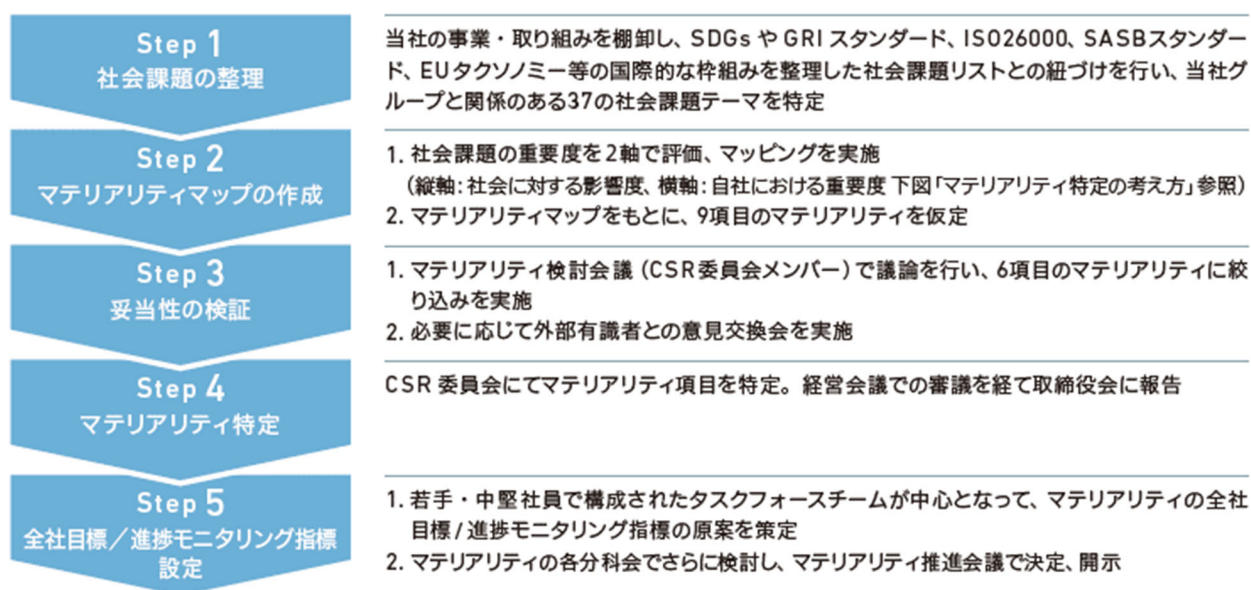 Step 1
社会課題の整理
当社の事業・取り組みを棚卸し、SDGs や GRI スタンダード、ISO26000、SASBスタンダー
ド、EUタクソノミー等の国際的な枠組みを整理した社会課題リストとの紐づけを行い、当社グ
ループと関係のある37の社会課題テーマを特定
Step 2
マテリアリティマップの作成
1. 社会課題の重要度を2軸で評価、マッピングを実施
（縦軸：社会に対する影響度、横軸：自社における重要度 下図「マテリアリティ特定の考え方」参照）
2. マテリアリティマップをもとに、9項目のマテリアリティを仮定
Step 3
妥当性の検証
1. マテリアリティ検討会議（CSR委員会メンバー）で議論を行い、6項目のマテリアリティに絞
り込みを実施
2. 必要に応じて外部有識者との意見交換会を実施
Step 4
マテリアリティ特定
CSR 委員会にてマテリアリティ項目を特定。経営会議での審議を経て取締役会に報告
Step 5
全社目標／進捗モニタリング指標
設定
1. 若手・中堅社員で構成されたタスクフォースチームが中心となって、マテリアリティの全社
目標/進捗モニタリング指標の原案を策定
2. マテリアリティの各分科会でさらに検討し、マテリアリティ推進会議で決定、開示